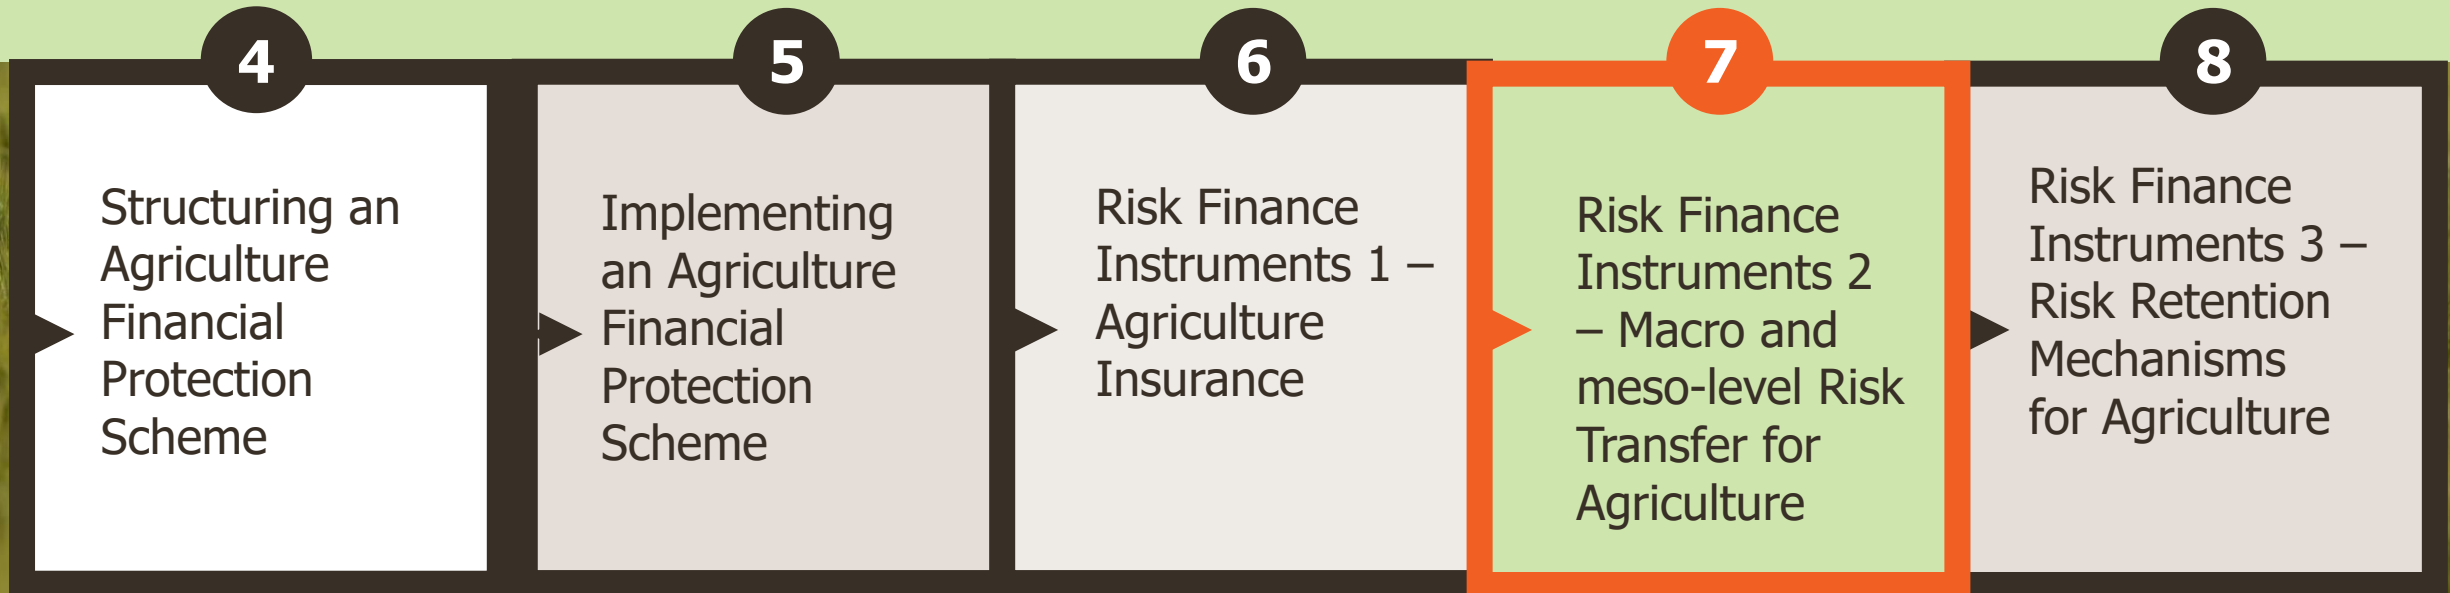 4
Structuring an
Agriculture
Financial
Protection
Scheme
5
Implementing
an Agriculture
Financial
Protection
Scheme
6
Risk Finance
Instruments 1 –
Agriculture
Insurance
7
Risk Finance
Instruments 2
– Macro and
meso-level Risk
Transfer for
Agriculture
8
Risk Finance
Instruments 3 –
Risk Retention
Mechanisms
for Agriculture